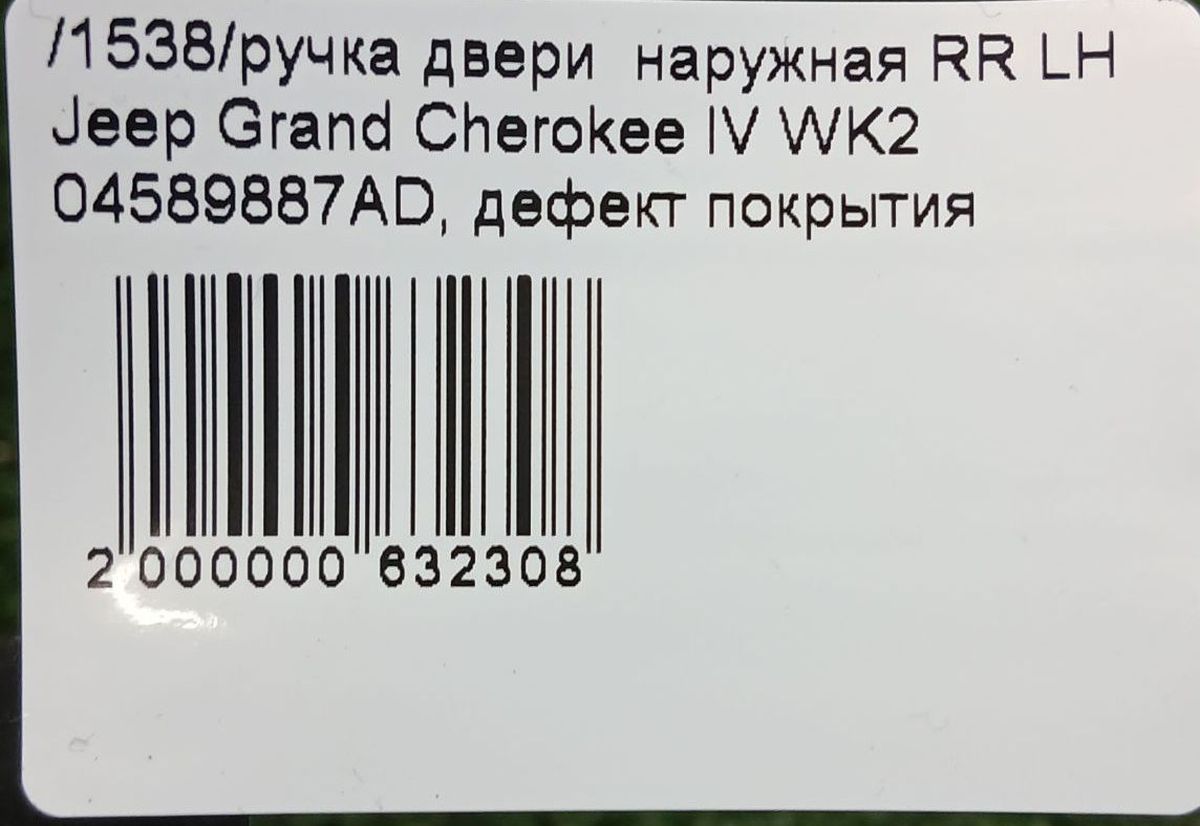 /1538/ручка двери наружная RR LH
Jeep Grand Cherokee IV WK2
04589887AD, дефект покрытия
2 000000 632308